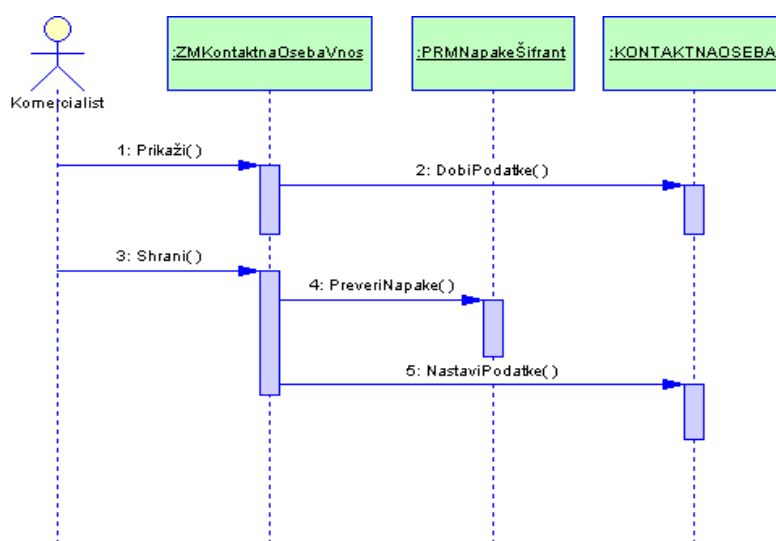 :ZMKontaktnaOsebaVnos
:PRMNapakeŠifrant
:KONTAKTNAOSEBA
Komercialist
1: Prikaži()
2: DobiPodatke()
3: Shrani()
4: PreveriNapake()
5: NastaviPodatke()